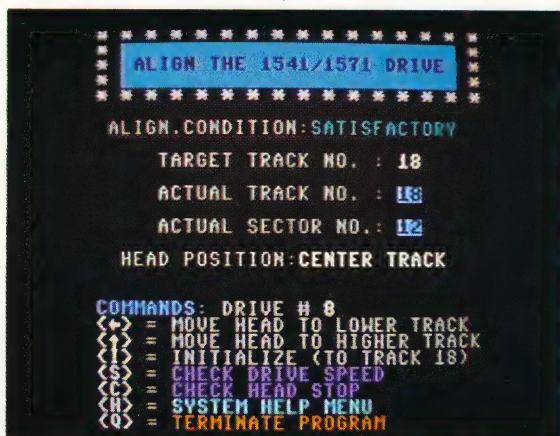 * * * * * * * * * * * * * *
* ALIGN THE 1541/1571 DRIVE *
* * * * * * * * * * * * * *
ALIGN.CONDITION:SATISFACTORY
TARGET TRACK NO. : 18
ACTUAL TRACK NO. : 18
ACTUAL SECTOR NO.: 12
HEAD POSITION:CENTER TRACK
COMMANDS: DRIVE # 8
<←> = MOVE HEAD TO LOWER TRACK
<↑> = MOVE HEAD TO HIGHER TRACK
<I> = INITIALIZE (TO TRACK 18)
<S> = CHECK DRIVE SPEED
<C> = CHECK HEAD STOP
<H> = SYSTEM HELP MENU
<Q> = TERMINATE PROGRAM